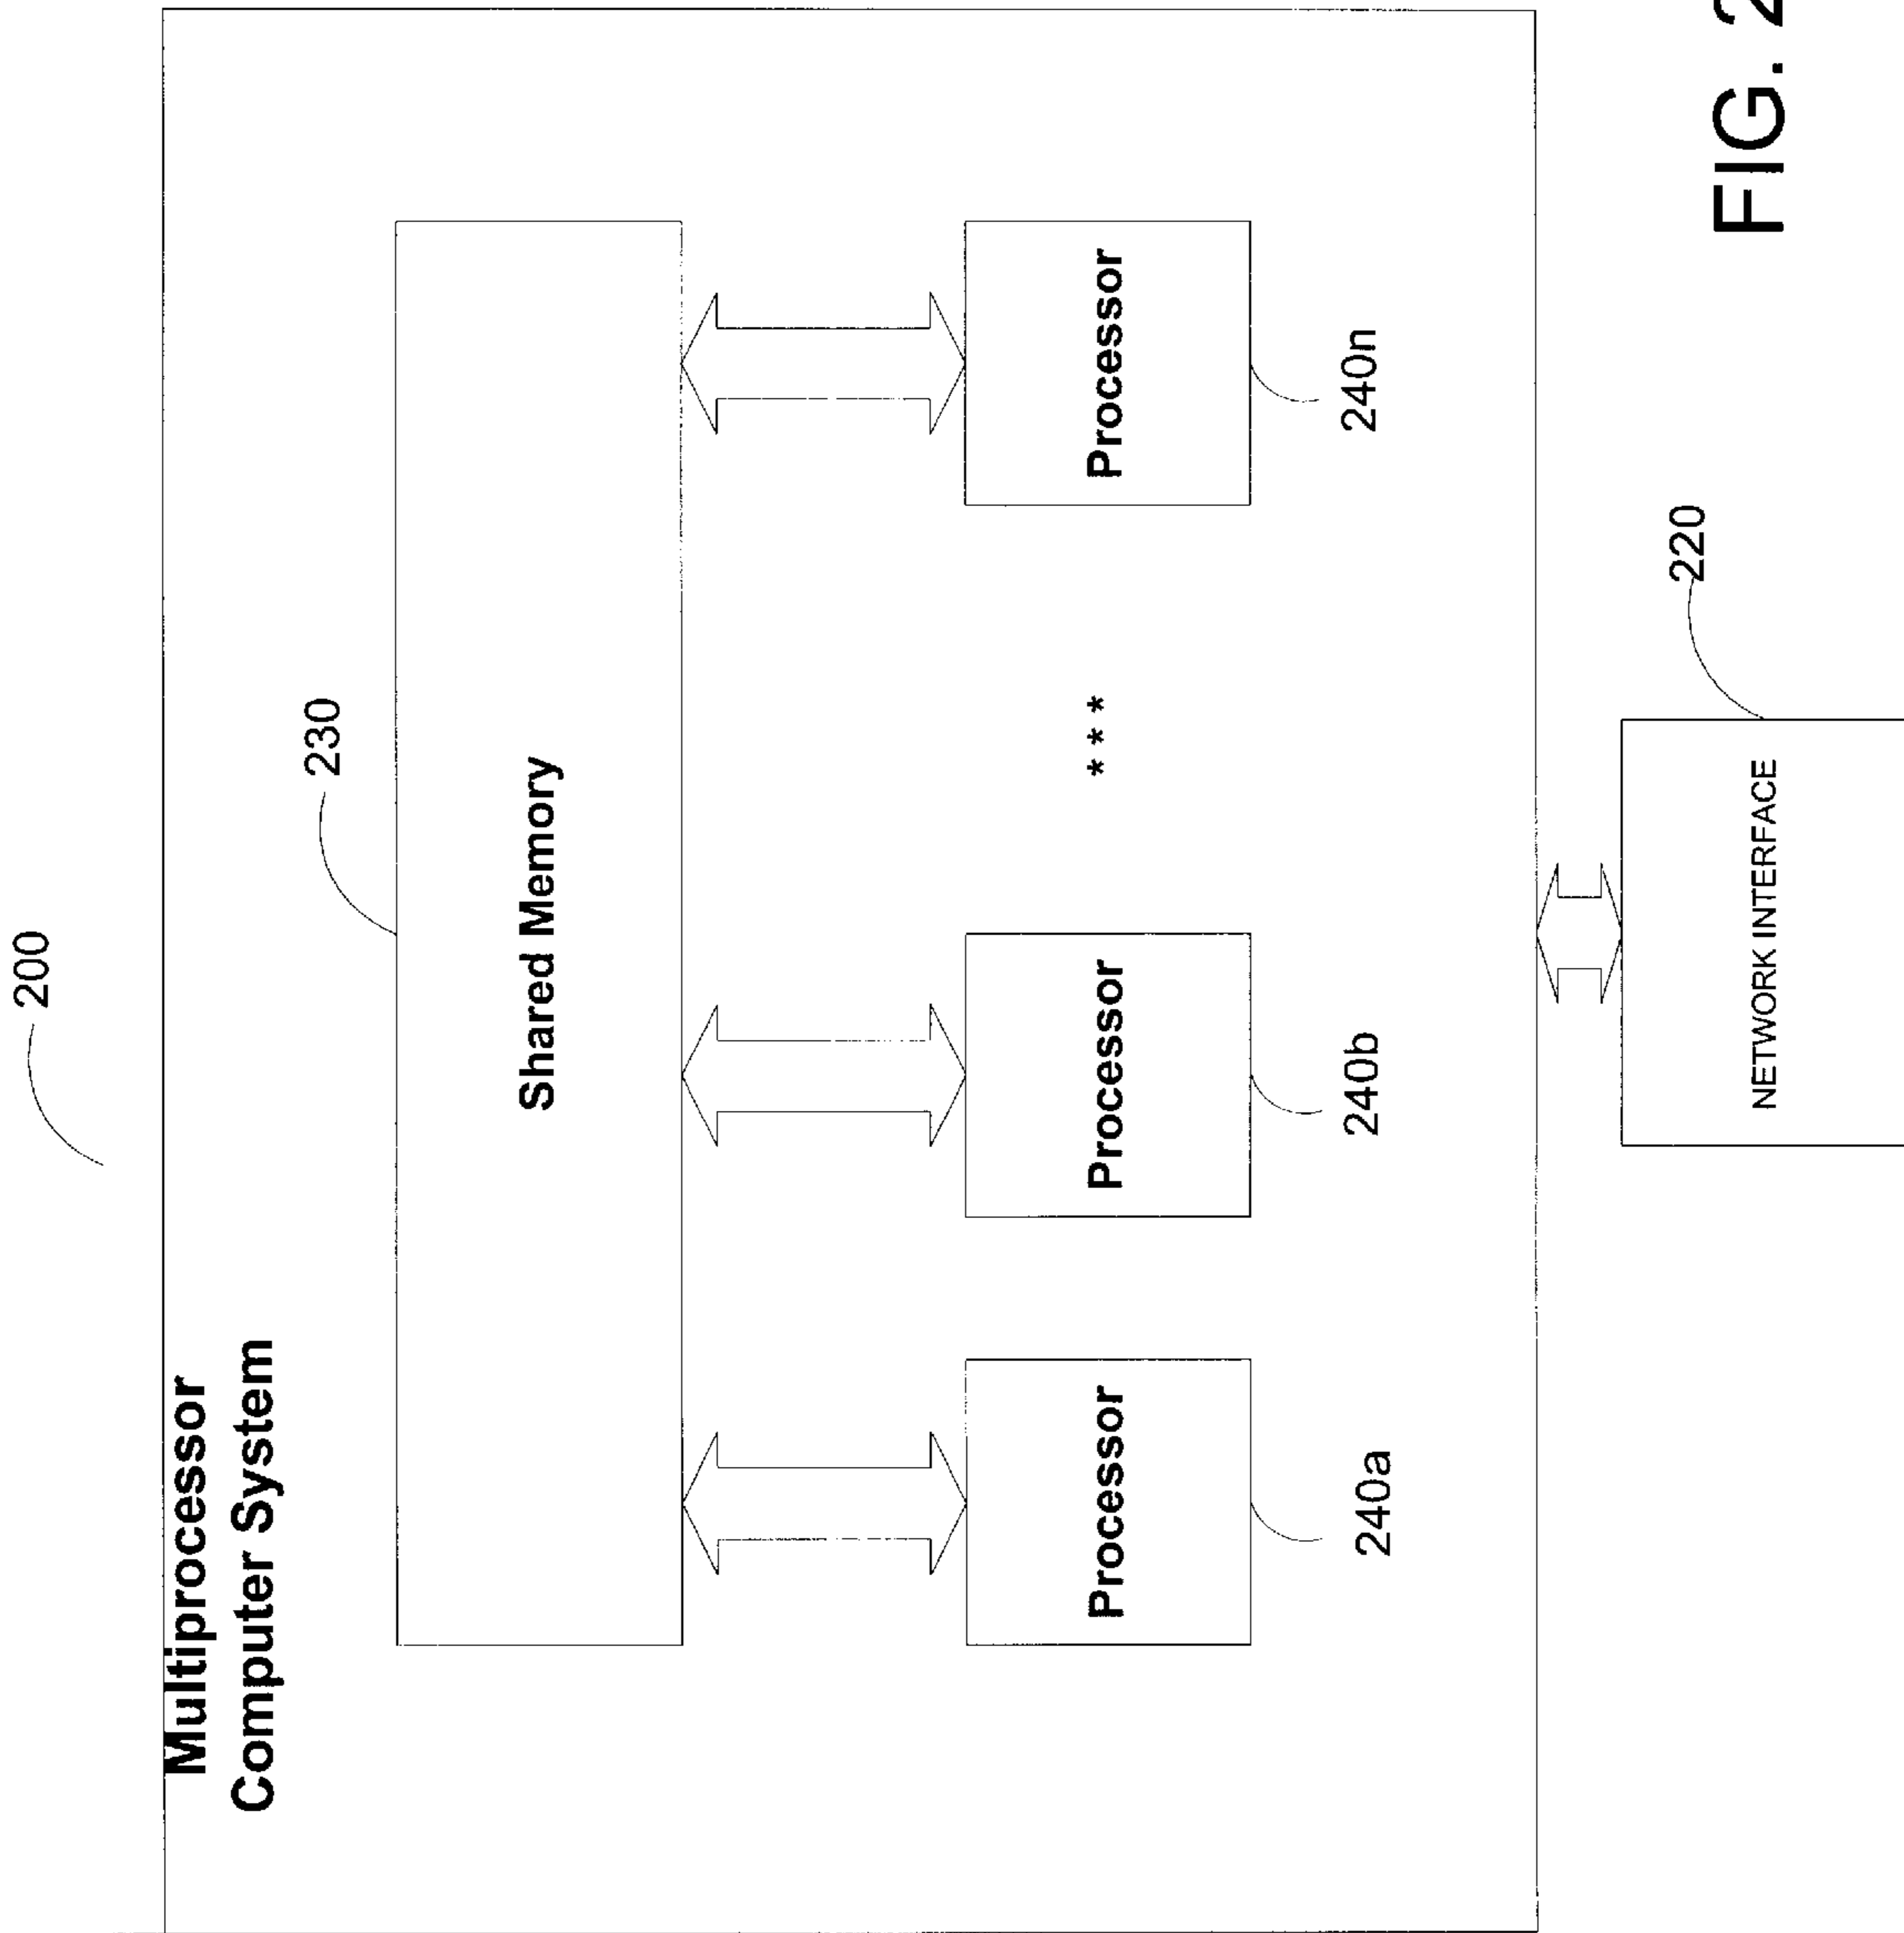 200
Multiprocessor
Computer System
230
Shared Memory
Processor
Processor
* * *
Processor
240a
240b
240n
220
NETWORK INTERFACE
FIG. 2